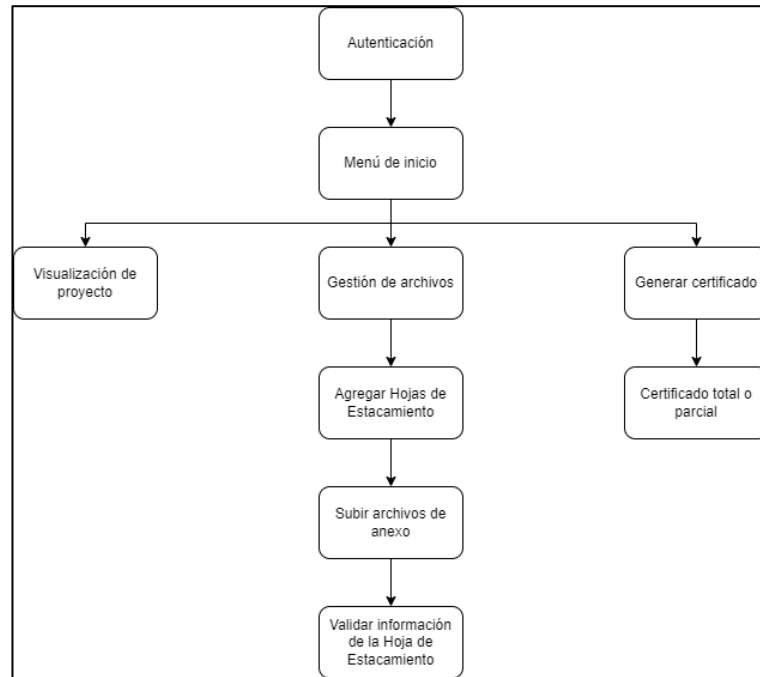 Autenticación
Menú de inicio
Visualización de
proyecto
Gestión de archivos
Generar certificado
Agregar Hojas de
Estacamiento
Certificado total o
parcial
Subir archivos de
anexo
Validar información
de la Hoja de
Estacamiento